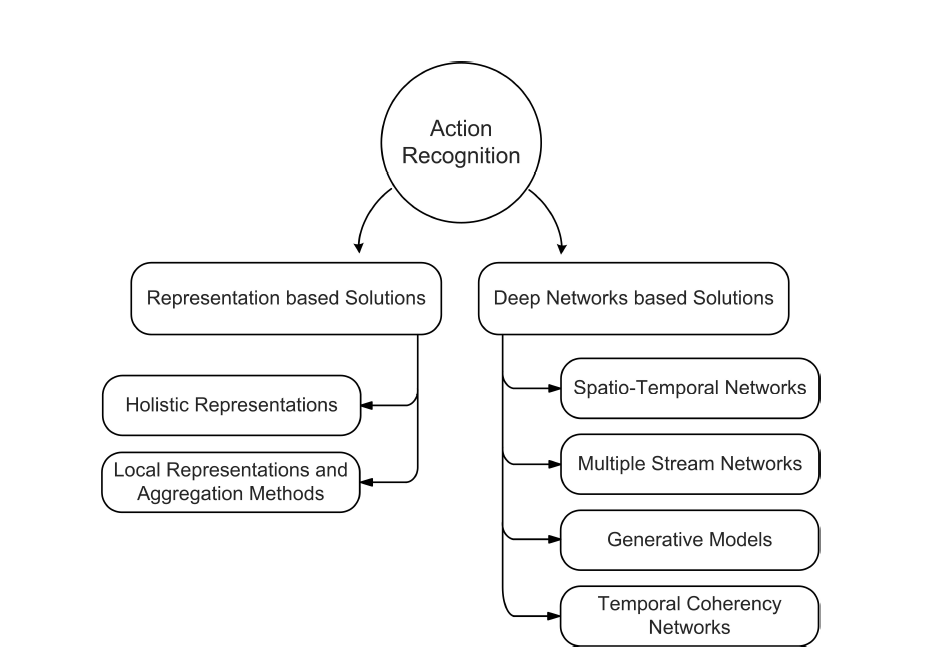 Action
Recognition
Representation based Solutions
Deep Networks based Solutions
Holistic Representations
Local Representations and
Aggregation Methods
Spatio-Temporal Networks
Multiple Stream Networks
Generative Models
Temporal Coherency
Networks